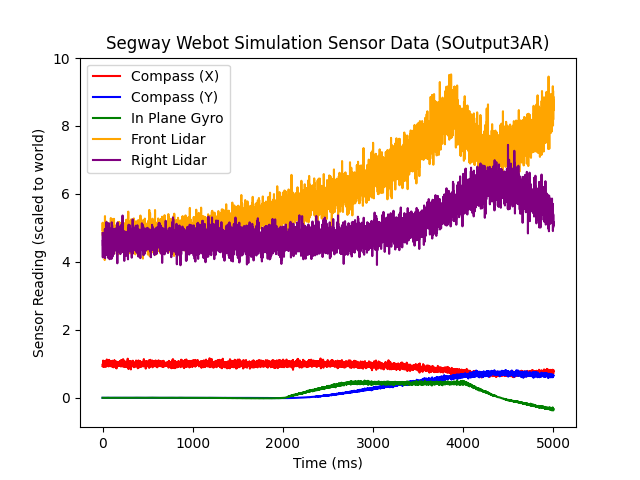 Segway Webot Simulation Sensor Data (SOutput3AR)
Compass (X)
Compass (Y)
In Plane Gyro
Front Lidar
Right Lidar
Sensor Reading (scaled to world)
10
8
6
4
2
0
0 1000 2000 3000 4000 5000
Time (ms)